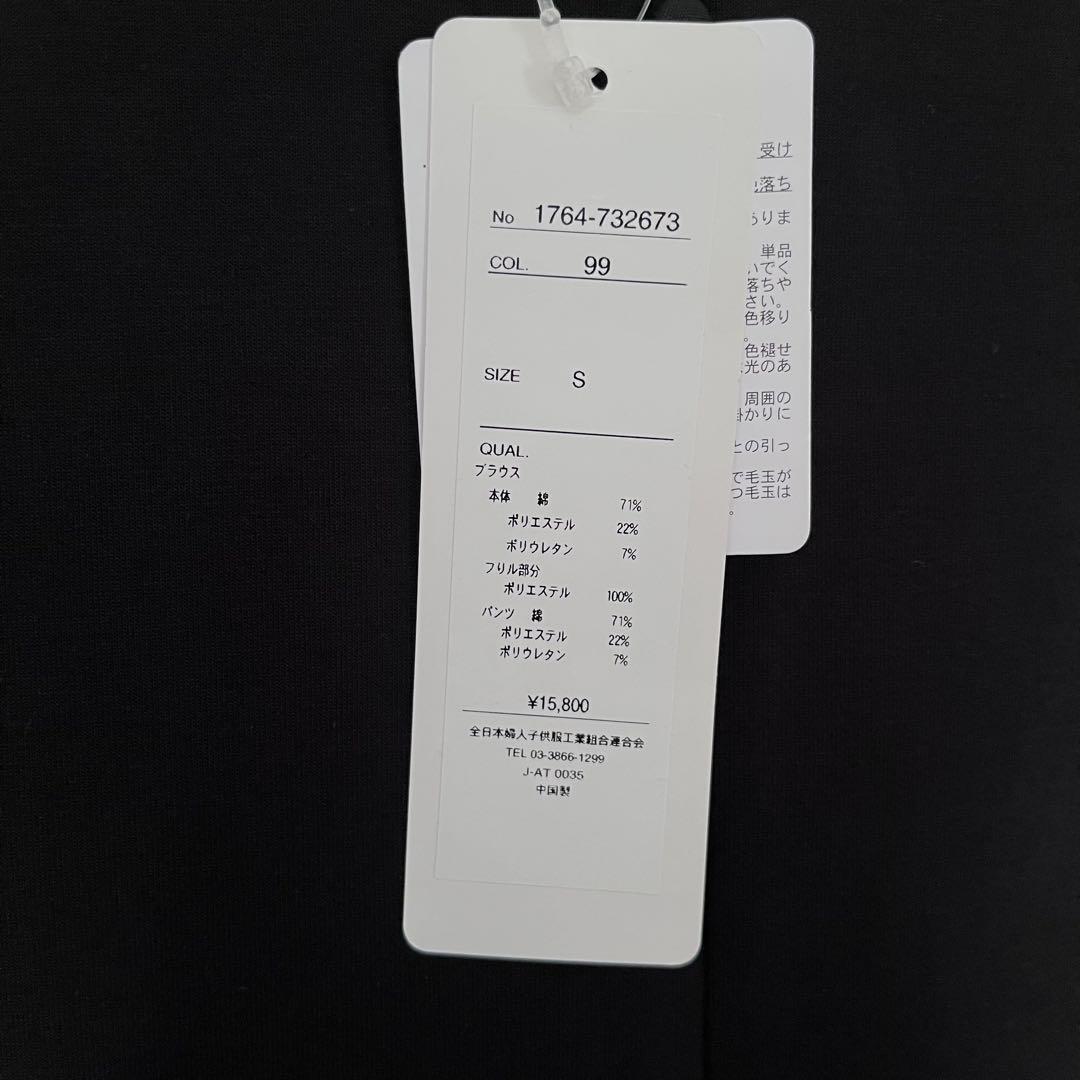 No 1764-732673
COL. 99
SIZE S
QUAL.
ブラウス
本体 綿 71%
ポリエステル 22%
ポリウレタン 7%
フリル部分
ポリエステル 100%
パンツ 綿 71%
ポリエステル 22%
ポリウレタン 7%
¥15,800
全日本婦人子供服工業組合連合会
TEL 03-3866-1299
J-AT 0035
中国製
受け
落ち
ありま
単品
いでく
落ちや
さい。
色移り
。
色褪せ
光のあ
周囲の
掛かりに
との引っ
で毛玉が
つ毛玉は
。